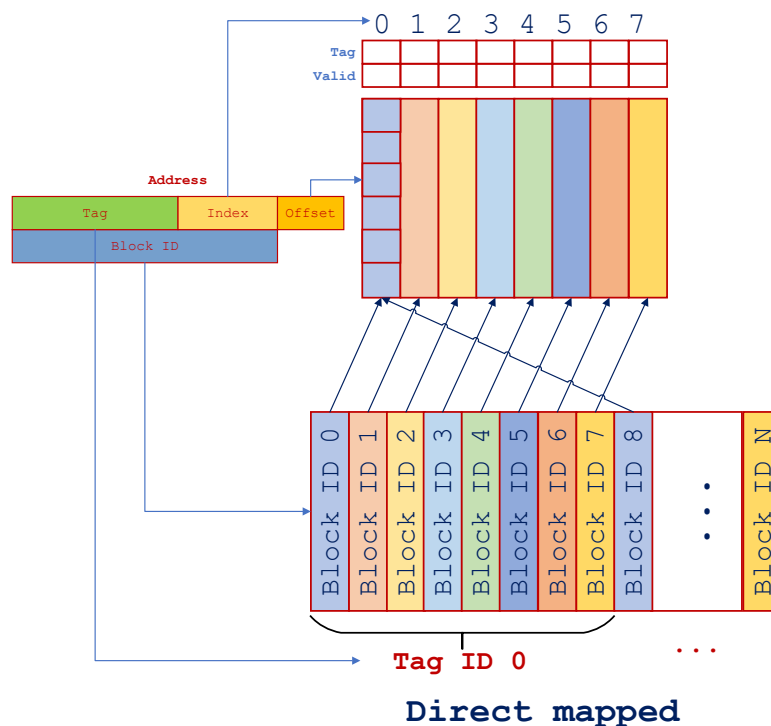 0 1 2 3 4 5 6 7
Tag
Valid
Address
Tag Index Offset
Block ID
Block ID 0
Block ID 1
Block ID 2
Block ID 3
Block ID 4
Block ID 5
Block ID 6
Block ID 7
Block ID 8
...
Block ID N
Tag ID 0
...
Direct mapped